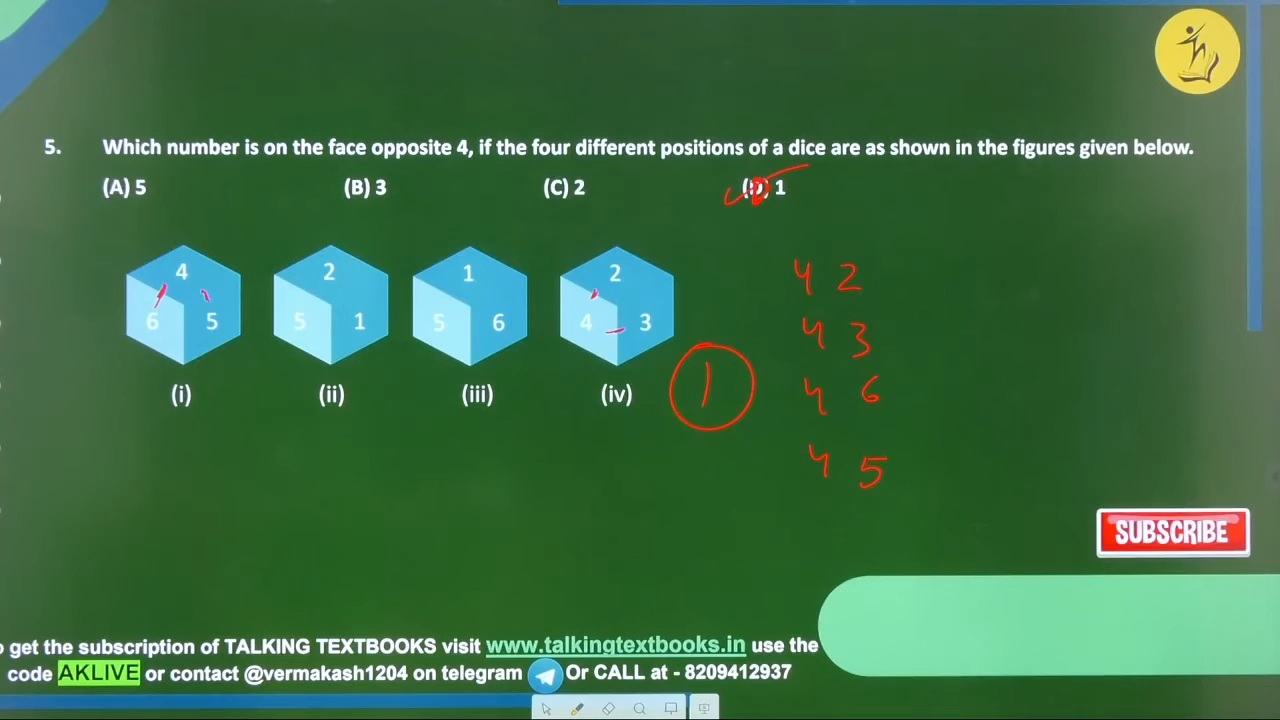 5. Which number is on the face opposite 4, if the four different positions of a dice are as shown in the figures given below.
(A) 5 (B) 3 (C) 2 (D) 1
4 2 1 2
6 5 5 1 5 6 4 3
(i) (ii) (iii) (iv)
1
4 2
4 3
4 6
4 5
SUBSCRIBE
o get the subscription of TALKING TEXTBOOKS visit www.talkingtextbooks.in use the
code AKLIVE or contact @vermakash1204 on telegram Or CALL at - 8209412937